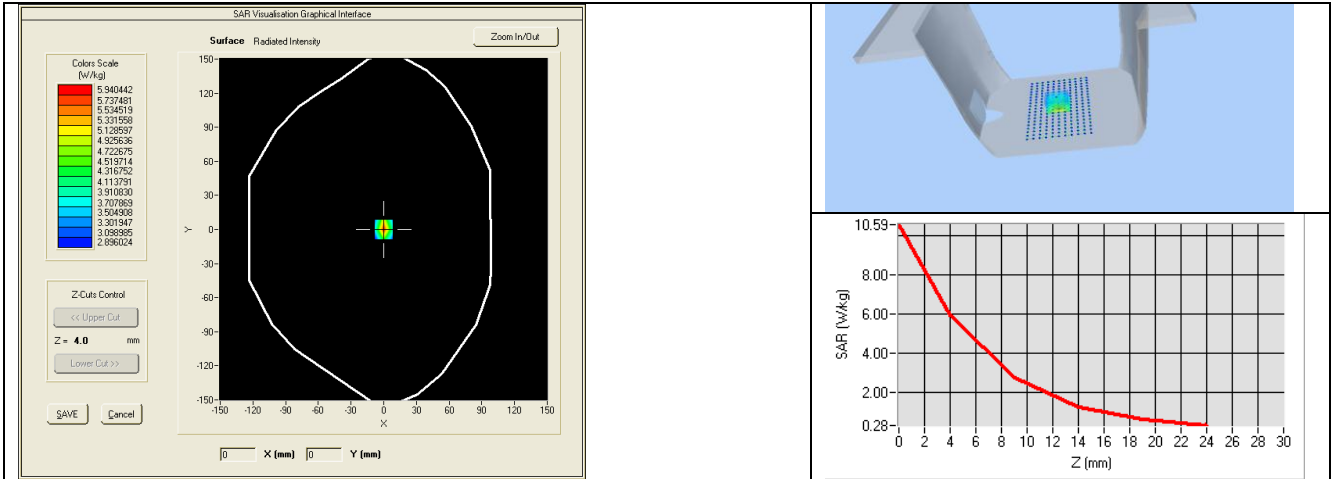 SAR Visualisation Graphical Interface
Surface Radiated Intensity
Zoom In/Out
Colors Scale
(W/kg)
5.940442
5.737481
5.534519
5.331558
5.128597
4.925636
4.722675
4.519714
4.316752
4.113791
3.910830
3.707869
3.504908
3.301947
3.098985
2.896024
Z-Cuts Control
<< Upper Cut
Z = 4.0 mm
Lower Cut >>
SAVE Cancel
150
120
90
60
30
0
-30
-60
-90
-120
-150
Y
-150 -120 -90 -60 -30 0 30 60 90 120 150
X
0 X (mm) 0 Y (mm)
10.59
8.00
6.00
4.00
2.00
0.28
SAR (W/kg)
0 2 4 6 8 10 12 14 16 18 20 22 24 26 28 30
Z (mm)